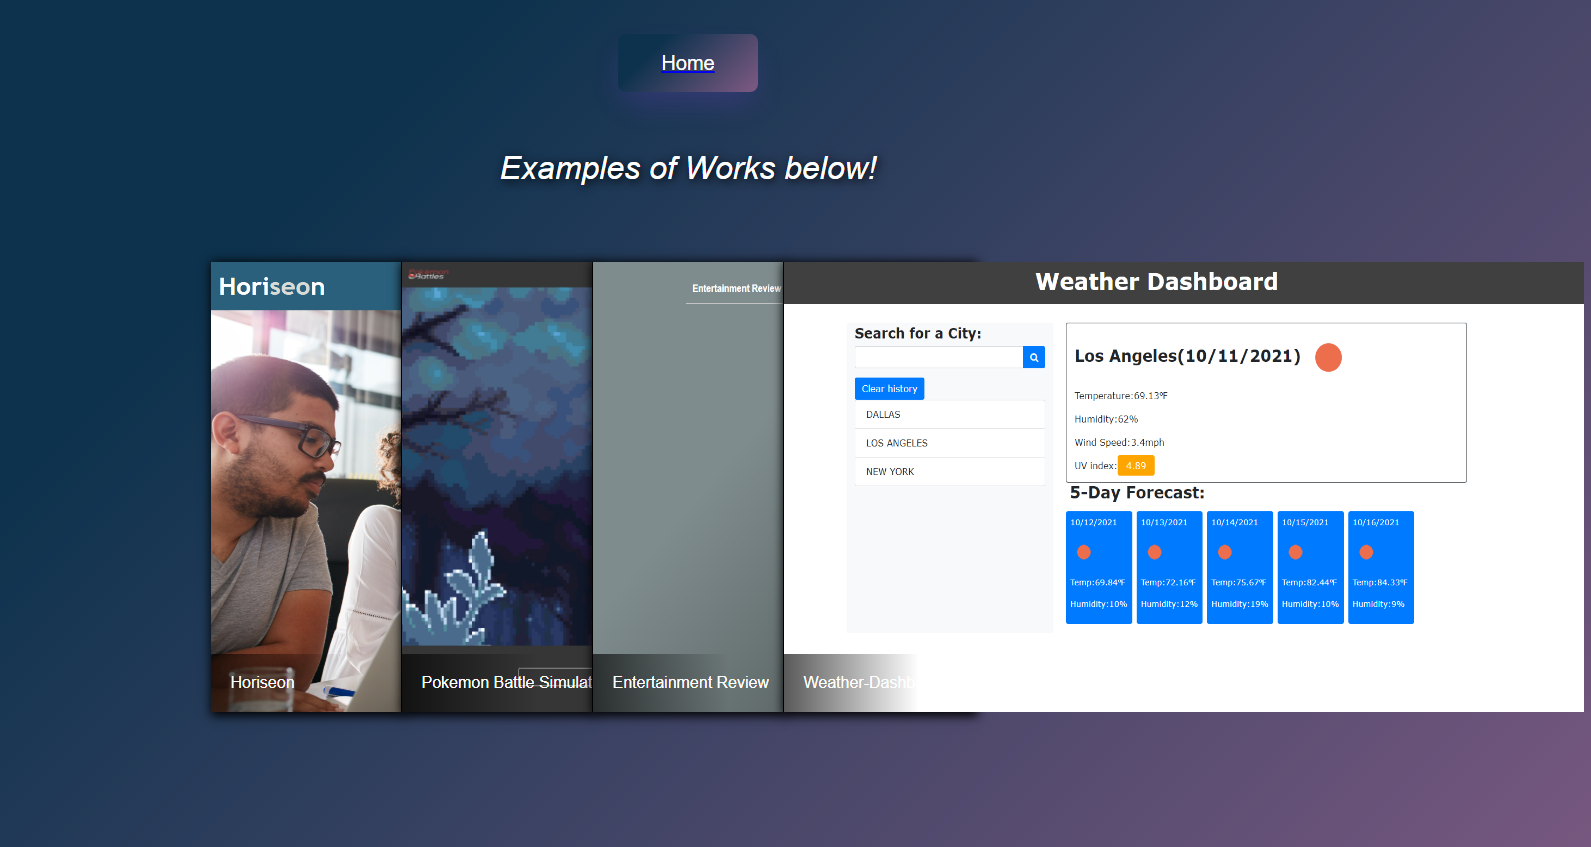 Home
Examples of Works below!
Horiseon
Battles
Entertainment Review
Weather Dashboard
Search for a City:
Clear history
DALLAS
LOS ANGELES
NEW YORK
Los Angeles(10/11/2021)
Temperature:69.13°F
Humidity:62%
Wind Speed:3.4mph
UV index: 4.89
5-Day Forecast:
10/12/2021 10/13/2021 10/14/2021 10/15/2021 10/16/2021
Temp:69.84°F Temp:72.16°F Temp:75.67°F Temp:82.44°F Temp:84.33°F
Humidity:10% Humidity:12% Humidity:19% Humidity:10% Humidity:9%
Horiseon
Pokemon Battle Simulat
Entertainment Review
Weather-Dashb